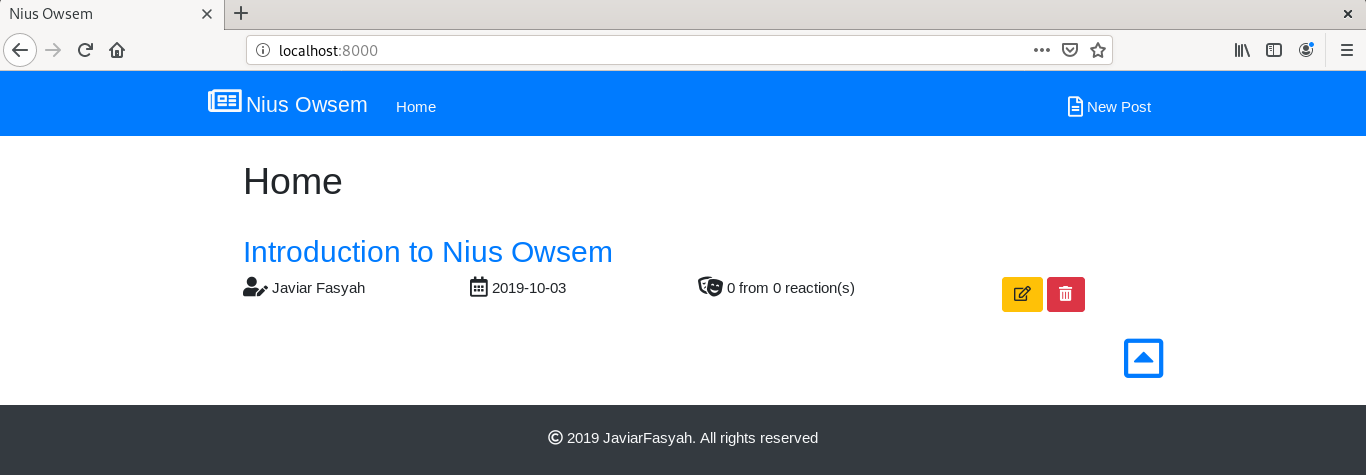 Nius Owsem
localhost:8000
Nius Owsem Home New Post
Home
Introduction to Nius Owsem
Javiar Fasyah 2019-10-03 0 from 0 reaction(s)
© 2019 JaviarFasyah. All rights reserved